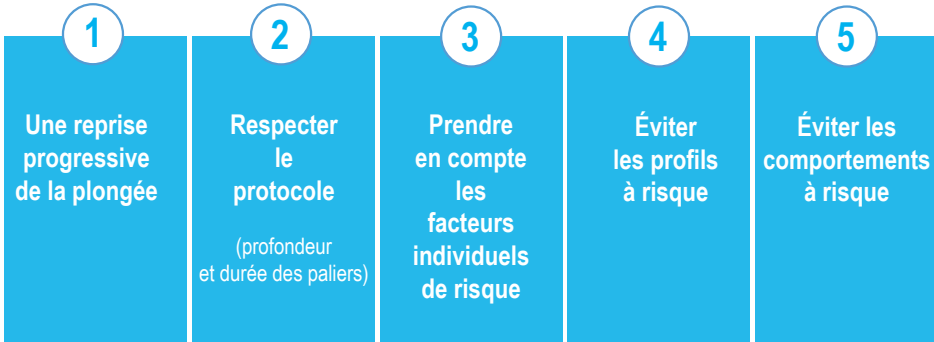 1
Une reprise
progressive
de la plongée
2
Respecter
le
protocole
(profondeur
et durée des paliers)
3
Prendre
en compte
les
facteurs
individuels
de risque
4
Éviter
les profils
à risque
5
Éviter les
comportements
à risque